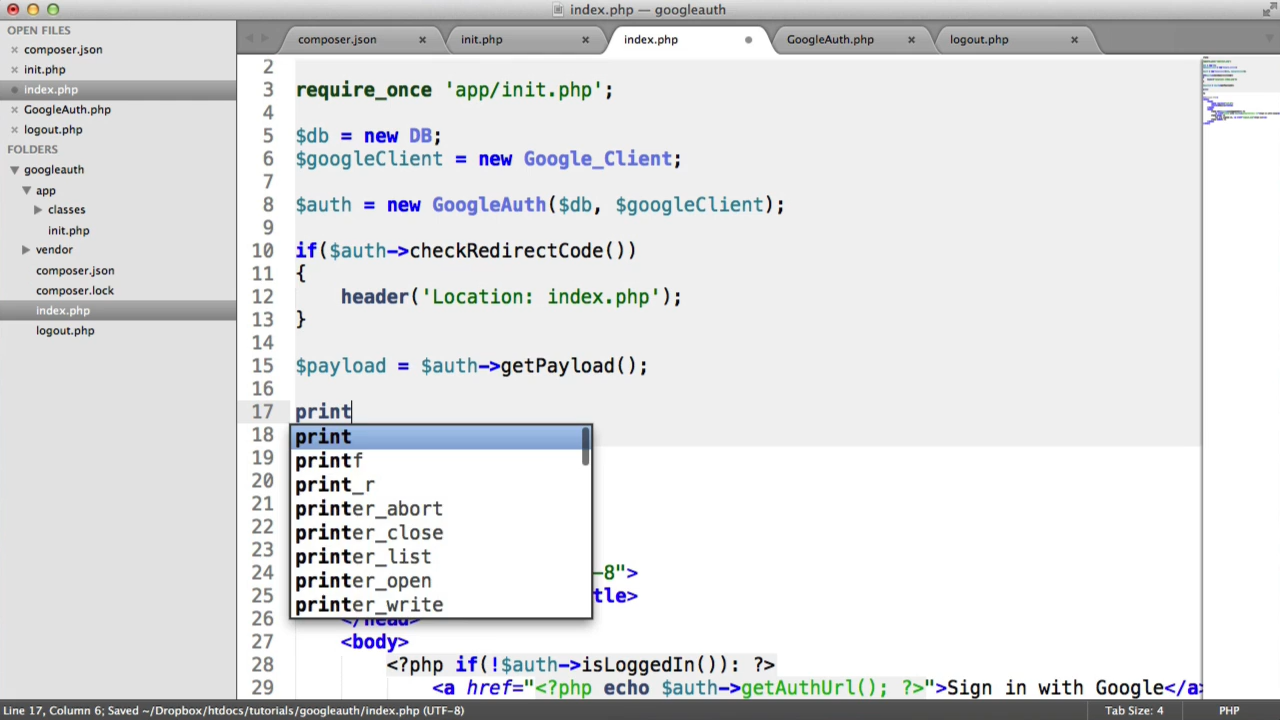 index.php — googleauth
OPEN FILES
composer.json
init.php
index.php
GoogleAuth.php
logout.php
FOLDERS
googleauth
app
classes
init.php
vendor
composer.json
composer.lock
index.php
logout.php
composer.json
init.php
index.php
GoogleAuth.php
logout.php
2
3 require_once 'app/init.php';
4
5 $db = new DB;
6 $googleClient = new Google_Client;
7
8 $auth = new GoogleAuth($db, $googleClient);
9
10 if($auth->checkRedirectCode())
11 {
12 header('Location: index.php');
13 }
14
15 $payload = $auth->getPayload();
16
17 print
18
19
20
21
22
23
24 -8">
25 tle>
26 </head>
27 <body>
28 <?php if(!$auth->isLoggedIn()): ?>
29 <a href="<?php echo $auth->getAuthUrl(); ?>">Sign in with Google</a>
print
printf
print_r
printer_abort
printer_close
printer_list
printer_open
printer_write
Line 17, Column 6; Saved ~/Dropbox/htdocs/tutorials/googleauth/index.php (UTF-8)
Tab Size: 4
PHP